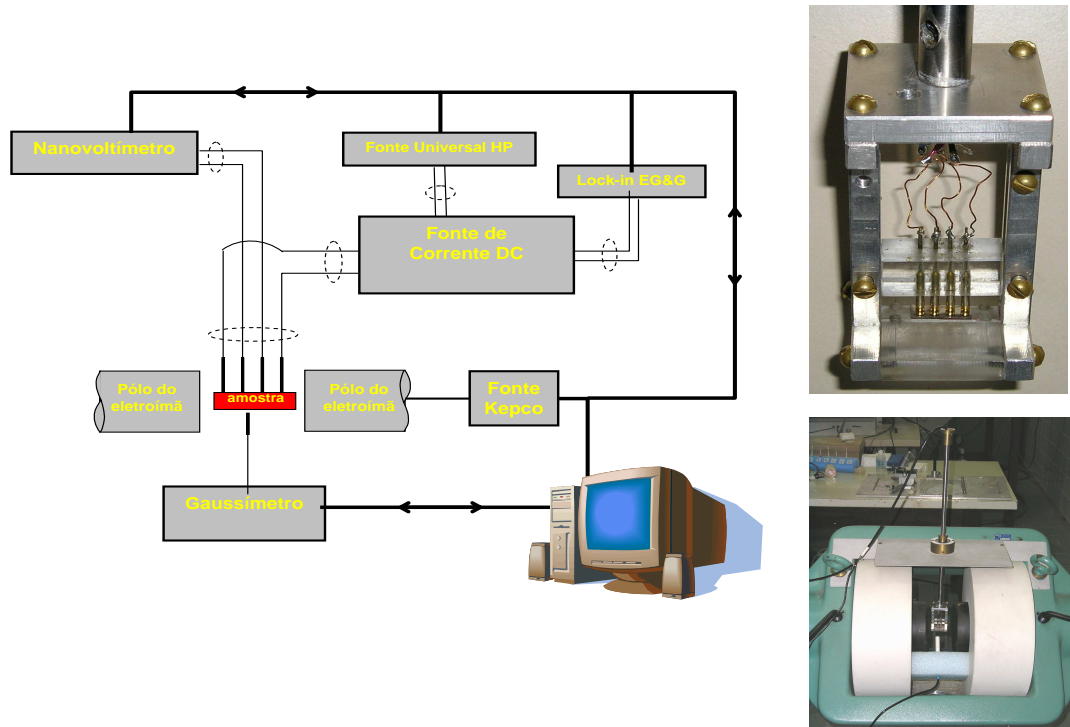 Nanovoltímetro
Fonte Universal HP
Lock-in EG&G
Fonte de
Corrente DC
Pólo do
eletroímã
amostra
Pólo do
eletroímã
Fonte
Kepco
Gaussímetro